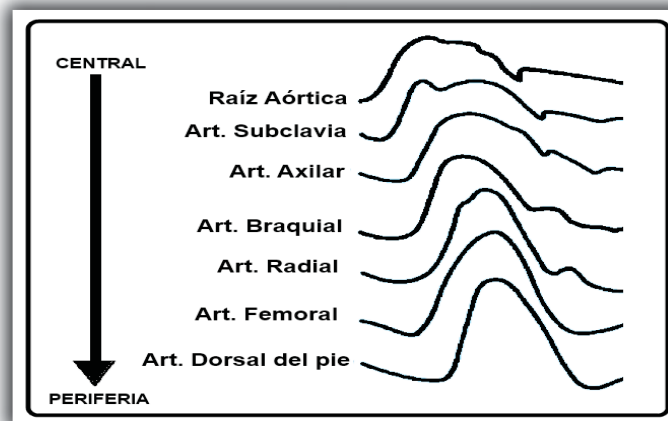 CENTRAL
Raíz Aórtica
Art. Subclavia
Art. Axilar
Art. Braquial
Art. Radial
Art. Femoral
Art. Dorsal del pie
PERIFERIA